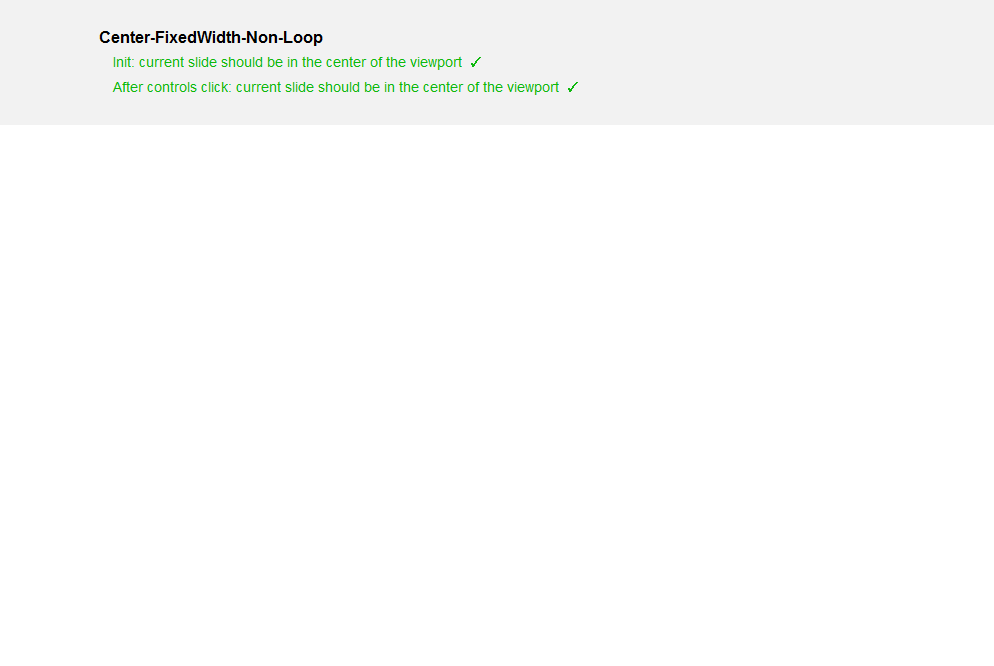 Center-FixedWidth-Non-Loop
Init: current slide should be in the center of the viewport ✓
After controls click: current slide should be in the center of the viewport ✓